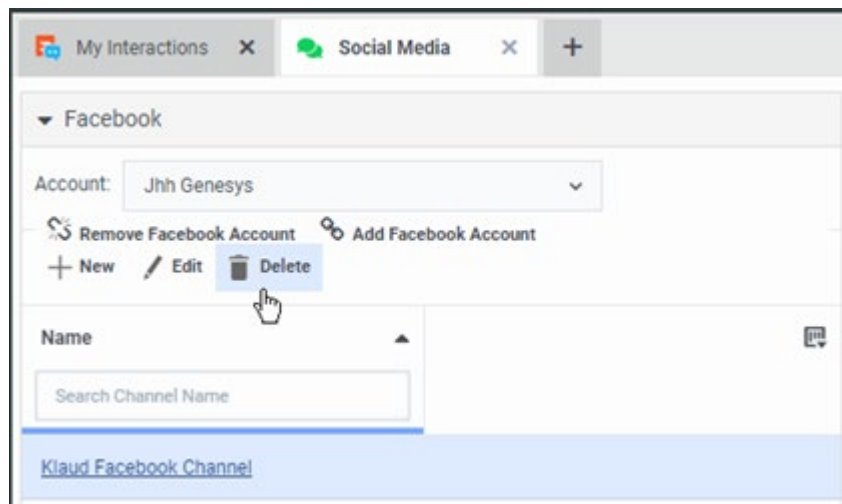 My Interactions Social Media
Facebook
Account: Jhh Genesys
Remove Facebook Account Add Facebook Account
New Edit Delete
Name
Search Channel Name
Klaud Facebook Channel